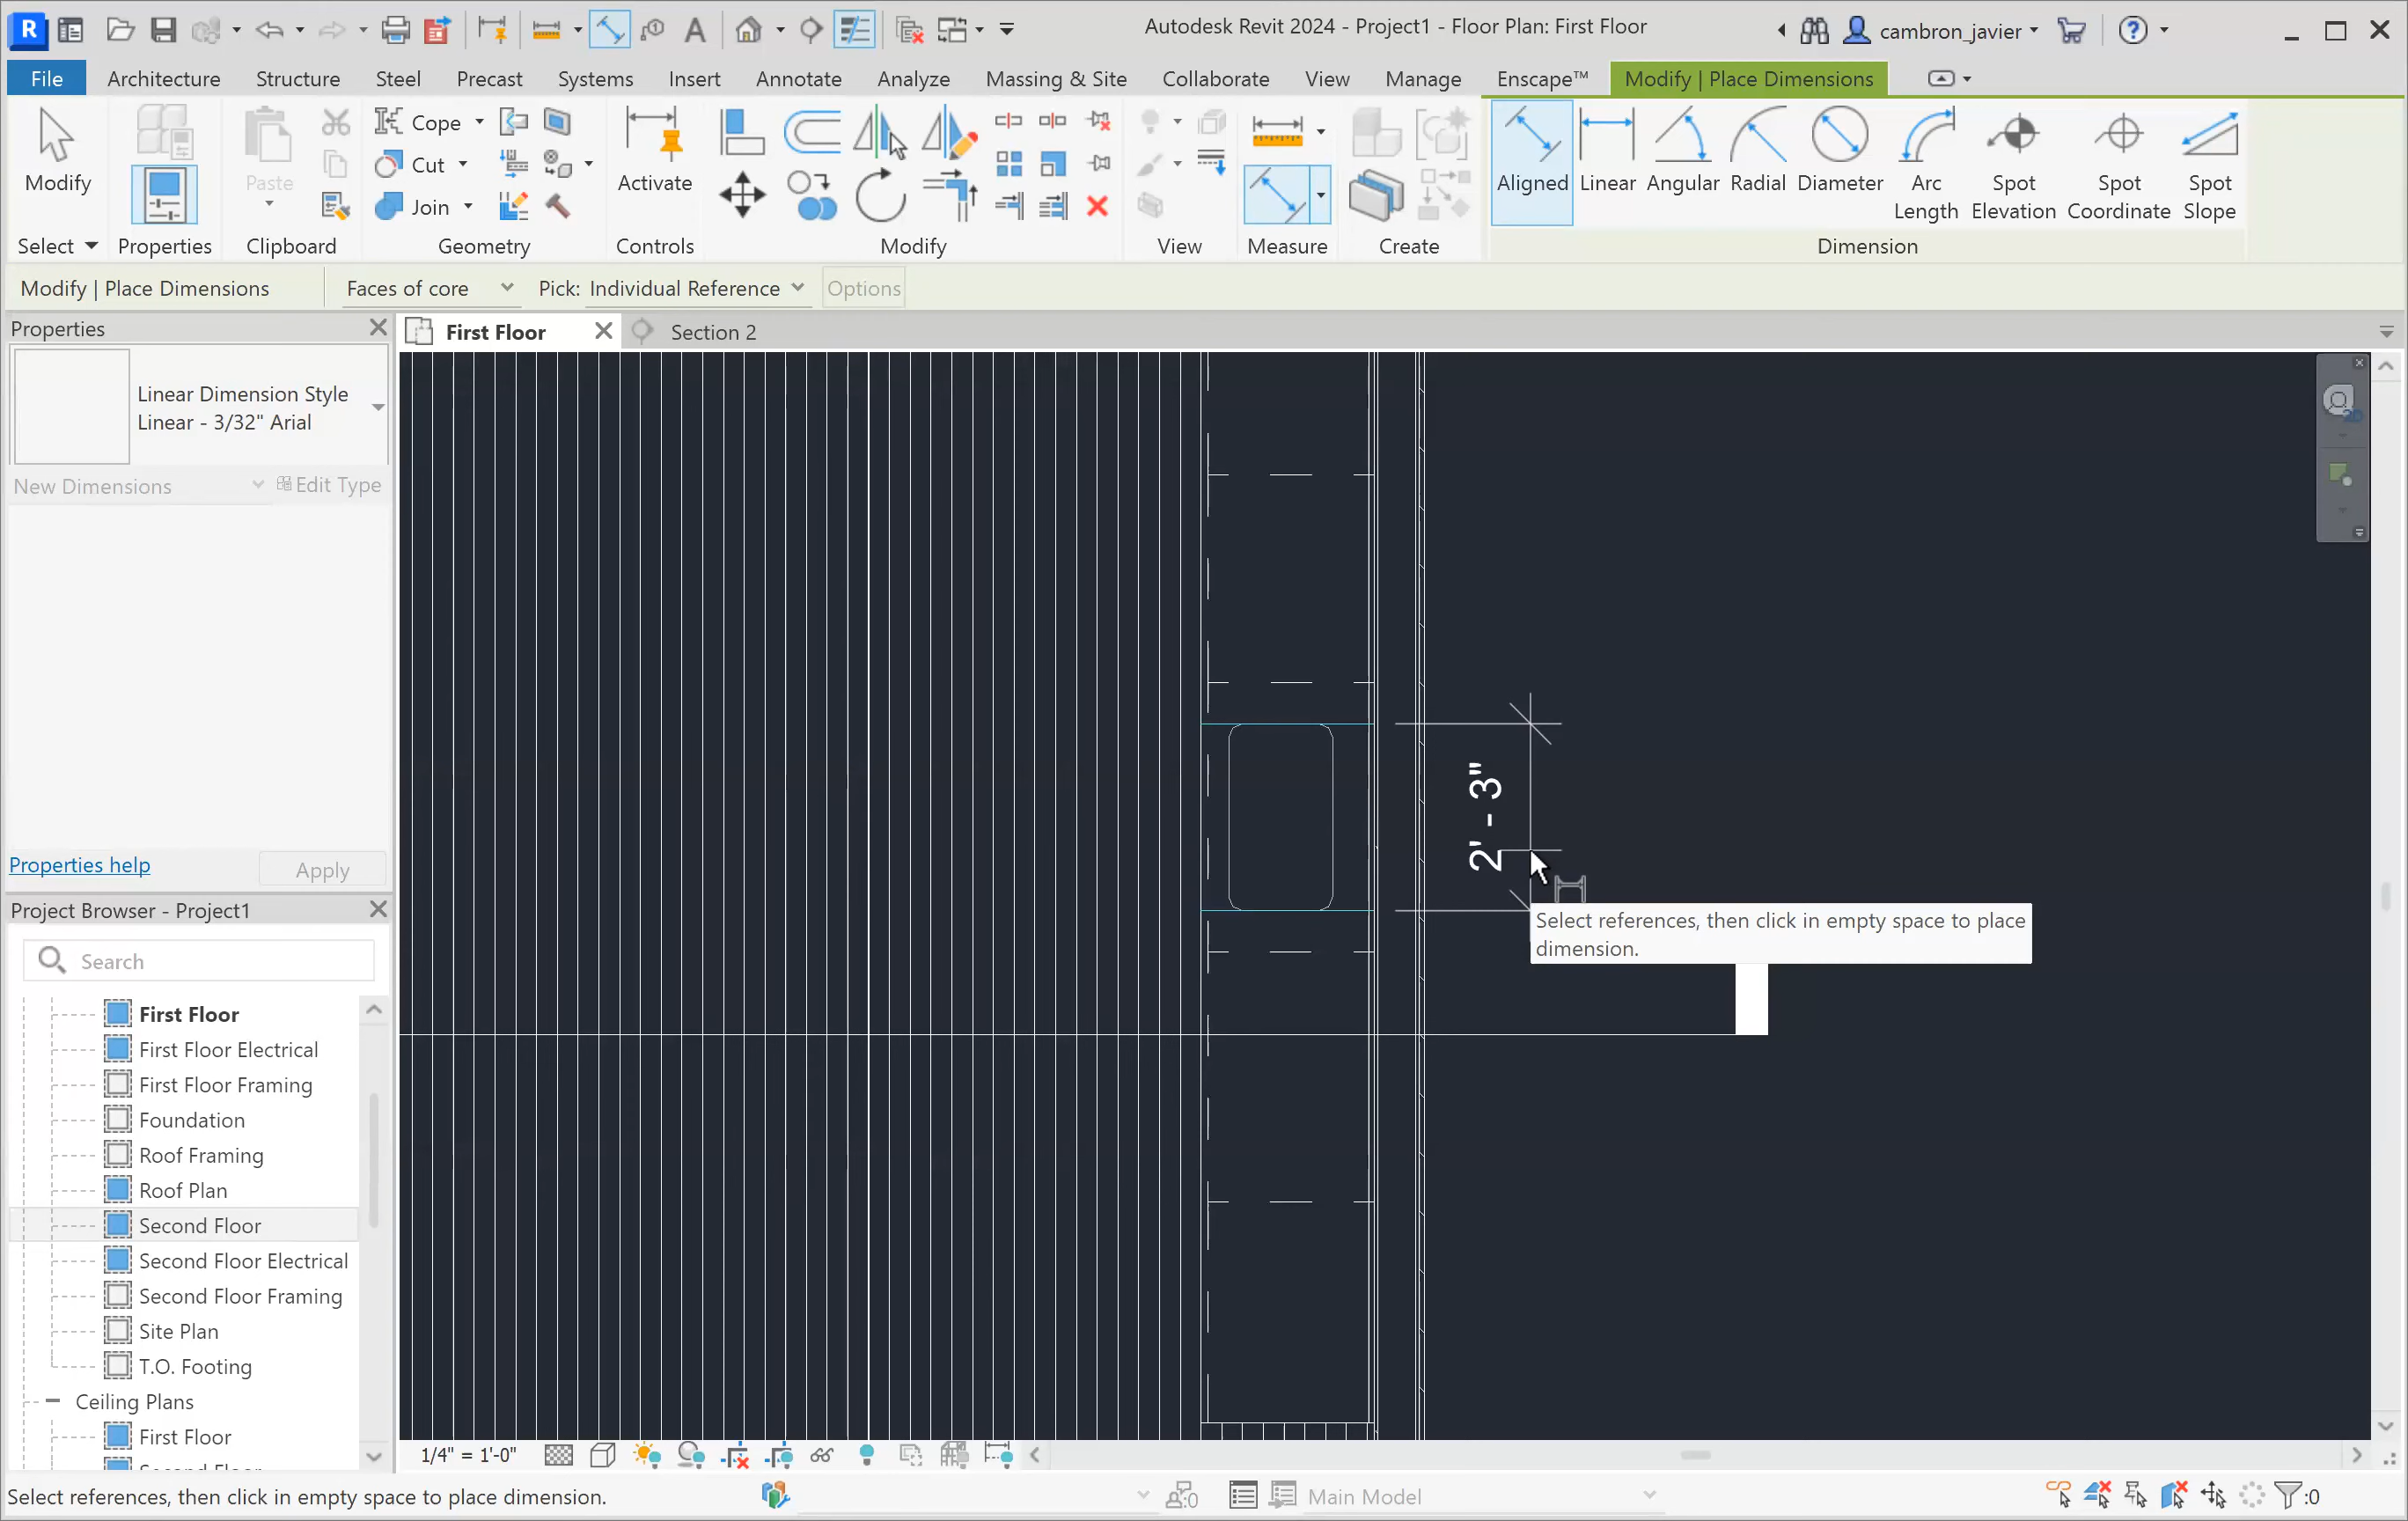 R
Autodesk Revit 2024 - Project1 - Floor Plan: First Floor
cambron_javier
File Architecture Structure Steel Precast Systems Insert Annotate Analyze Massing & Site Collaborate View Manage Enscape™ Modify | Place Dimensions
Modify
Paste
Cope
Cut
Join
Activate
Aligned Linear Angular Radial Diameter Arc Length Spot Elevation Spot Coordinate Spot Slope
Select Properties Clipboard Geometry Controls Modify View Measure Create Dimension
Modify | Place Dimensions Faces of core Pick: Individual Reference Options
Properties
First Floor
Section 2
Linear Dimension Style
Linear - 3/32" Arial
New Dimensions Edit Type
2' - 3"
Properties help Apply
Select references, then click in empty space to place
dimension.
Project Browser - Project1
Search
First Floor
First Floor Electrical
First Floor Framing
Foundation
Roof Framing
Roof Plan
Second Floor
Second Floor Electrical
Second Floor Framing
Site Plan
T.O. Footing
Ceiling Plans
First Floor
1/4" = 1'-0"
Select references, then click in empty space to place dimension.
:0
Main Model
:0